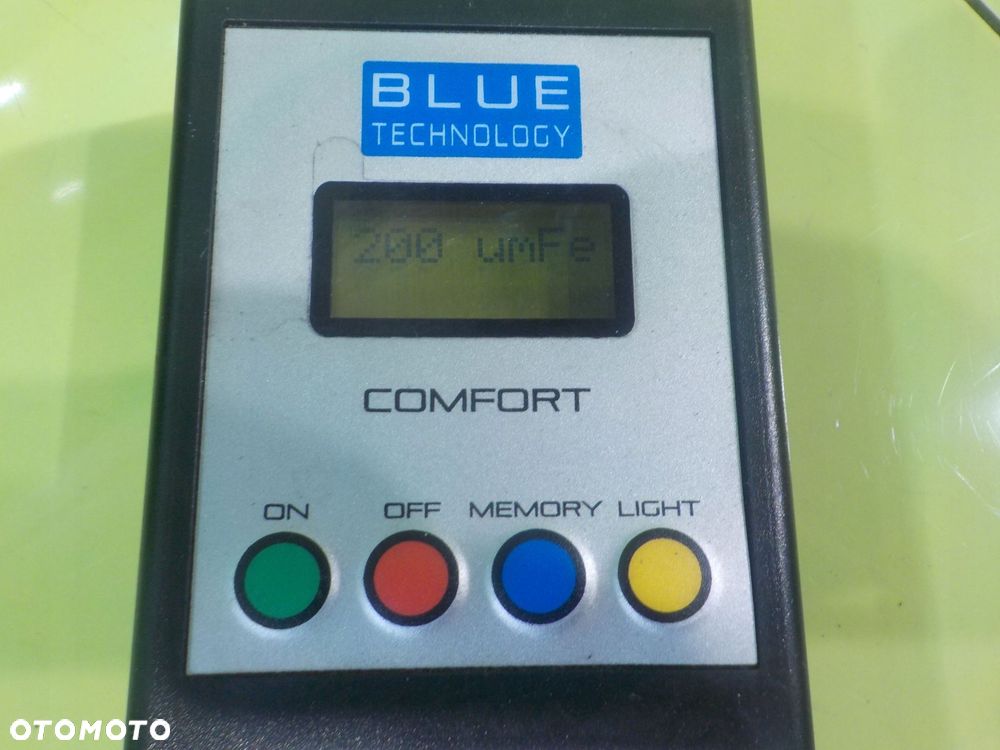 BLUE
TECHNOLOGY
200 umFe
COMFORT
ON OFF MEMORY LIGHT
OTOMOTO